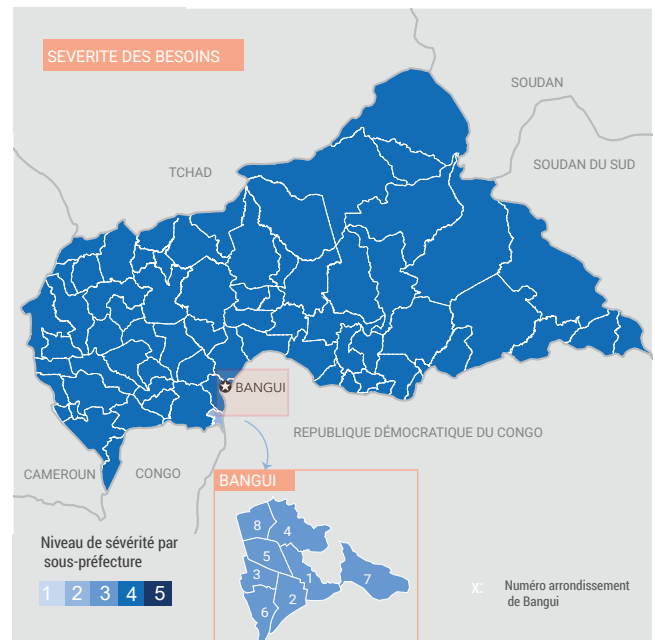 SEVERITE DES BESOINS
SOUDAN
SOUDAN DU SUD
TCHAD
BANGUI
REPUBLIQUE DÉMOCRATIQUE DU CONGO
CAMEROUN
CONGO
BANGUI
8
4
5
3
1
7
2
6
Niveau de sévérité par
sous-préfecture
1 2 3 4 5
x: Numéro arrondissement
de Bangui